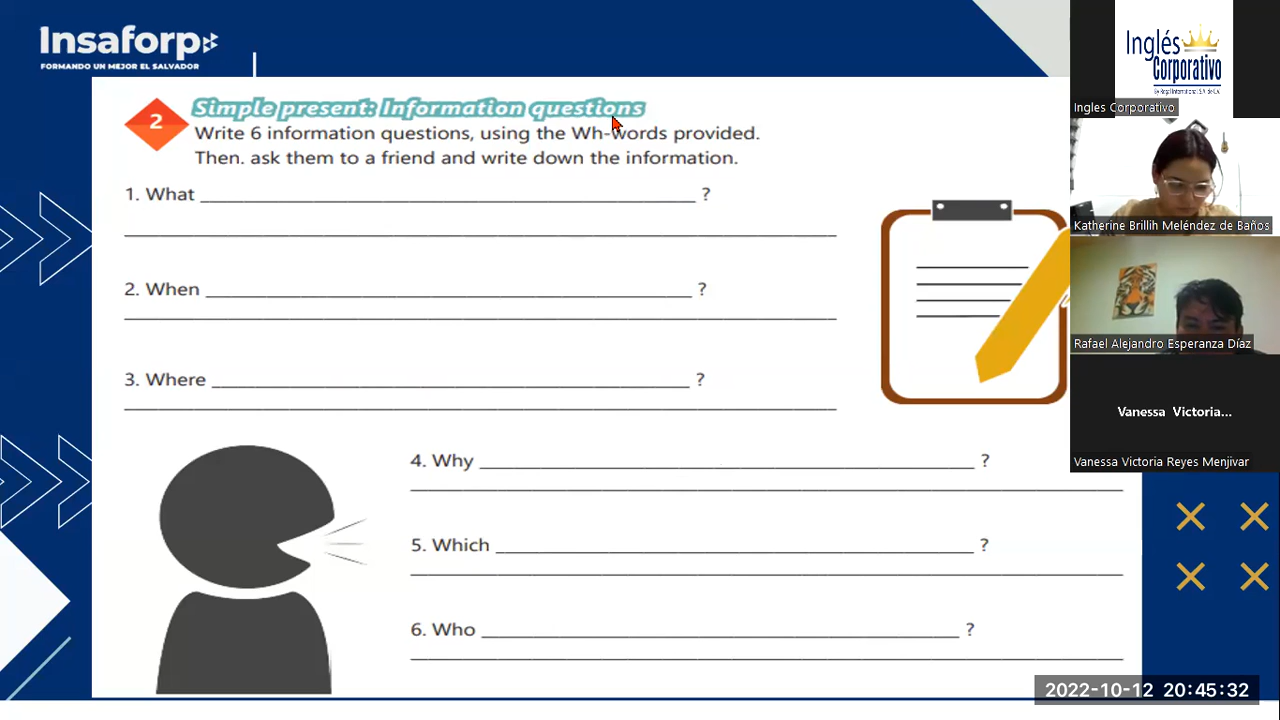 Insaforp
FORMANDO UN MEJOR EL SALVADOR
2
Simple present: Information questions
Write 6 information questions, using the Wh-words provided.
Then. ask them to a friend and write down the information.
1. What ?
2. When ?
3. Where ?
4. Why ?
5. Which ?
6. Who ?
Inglés
Corporativo
Ingles Corporativo
Katherine Brillih Meléndez de Baños
Rafael Alejandro Esperanza Díaz
Vanessa Victoria...
Vanessa Victoria Reyes Menjivar
2022-10-12 20:45:32